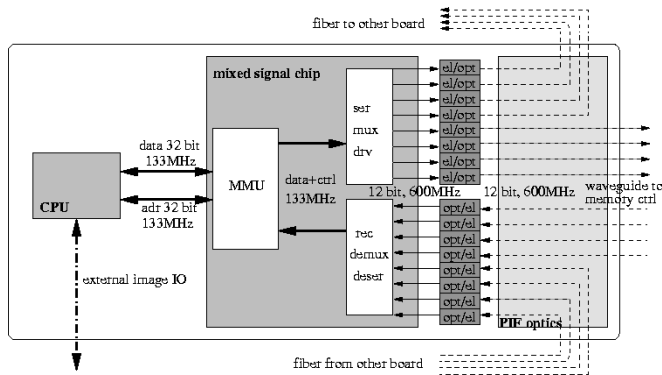 fiber to other board
mixed signal chip
el/opt
el/opt
el/opt
el/opt
el/opt
el/opt
el/opt
el/opt
ser
mux
drv
data 32 bit
133MHz
CPU
adr 32 bit
133MHz
MMU
data+ctrl
133MHz
12 bit, 600MHz
12 bit, 600MHz
waveguide to
memory ctrl
rec
demux
deser
opt/el
opt/el
opt/el
opt/el
opt/el
opt/el
opt/el
opt/el
external image IO
PIF optics
fiber from other board